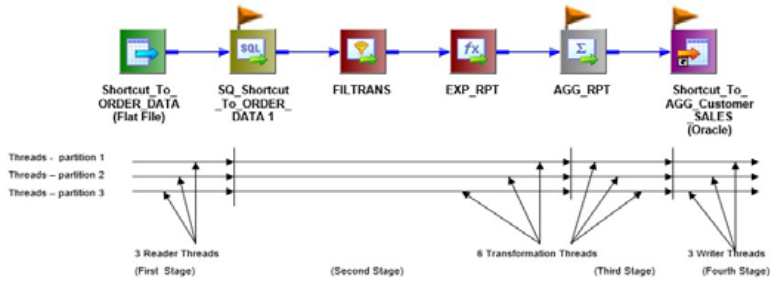 SQL
fx
Σ
Shortcut_To_
ORDER_DATA
(Flat File)
SQ_Shortcut
_To_ORDER_
DATA 1
FILTRANS
EXP_RPT
AGG_RPT
Shortcut_To_
AGG_Customer
_SALES
(Oracle)
Threads - partition 1
Threads – partition 2
Threads – partition 3
3 Reader Threads
6 Transformation Threads
3 Writer Threads
(First Stage)
(Second Stage)
(Third Stage)
(Fourth Stage)